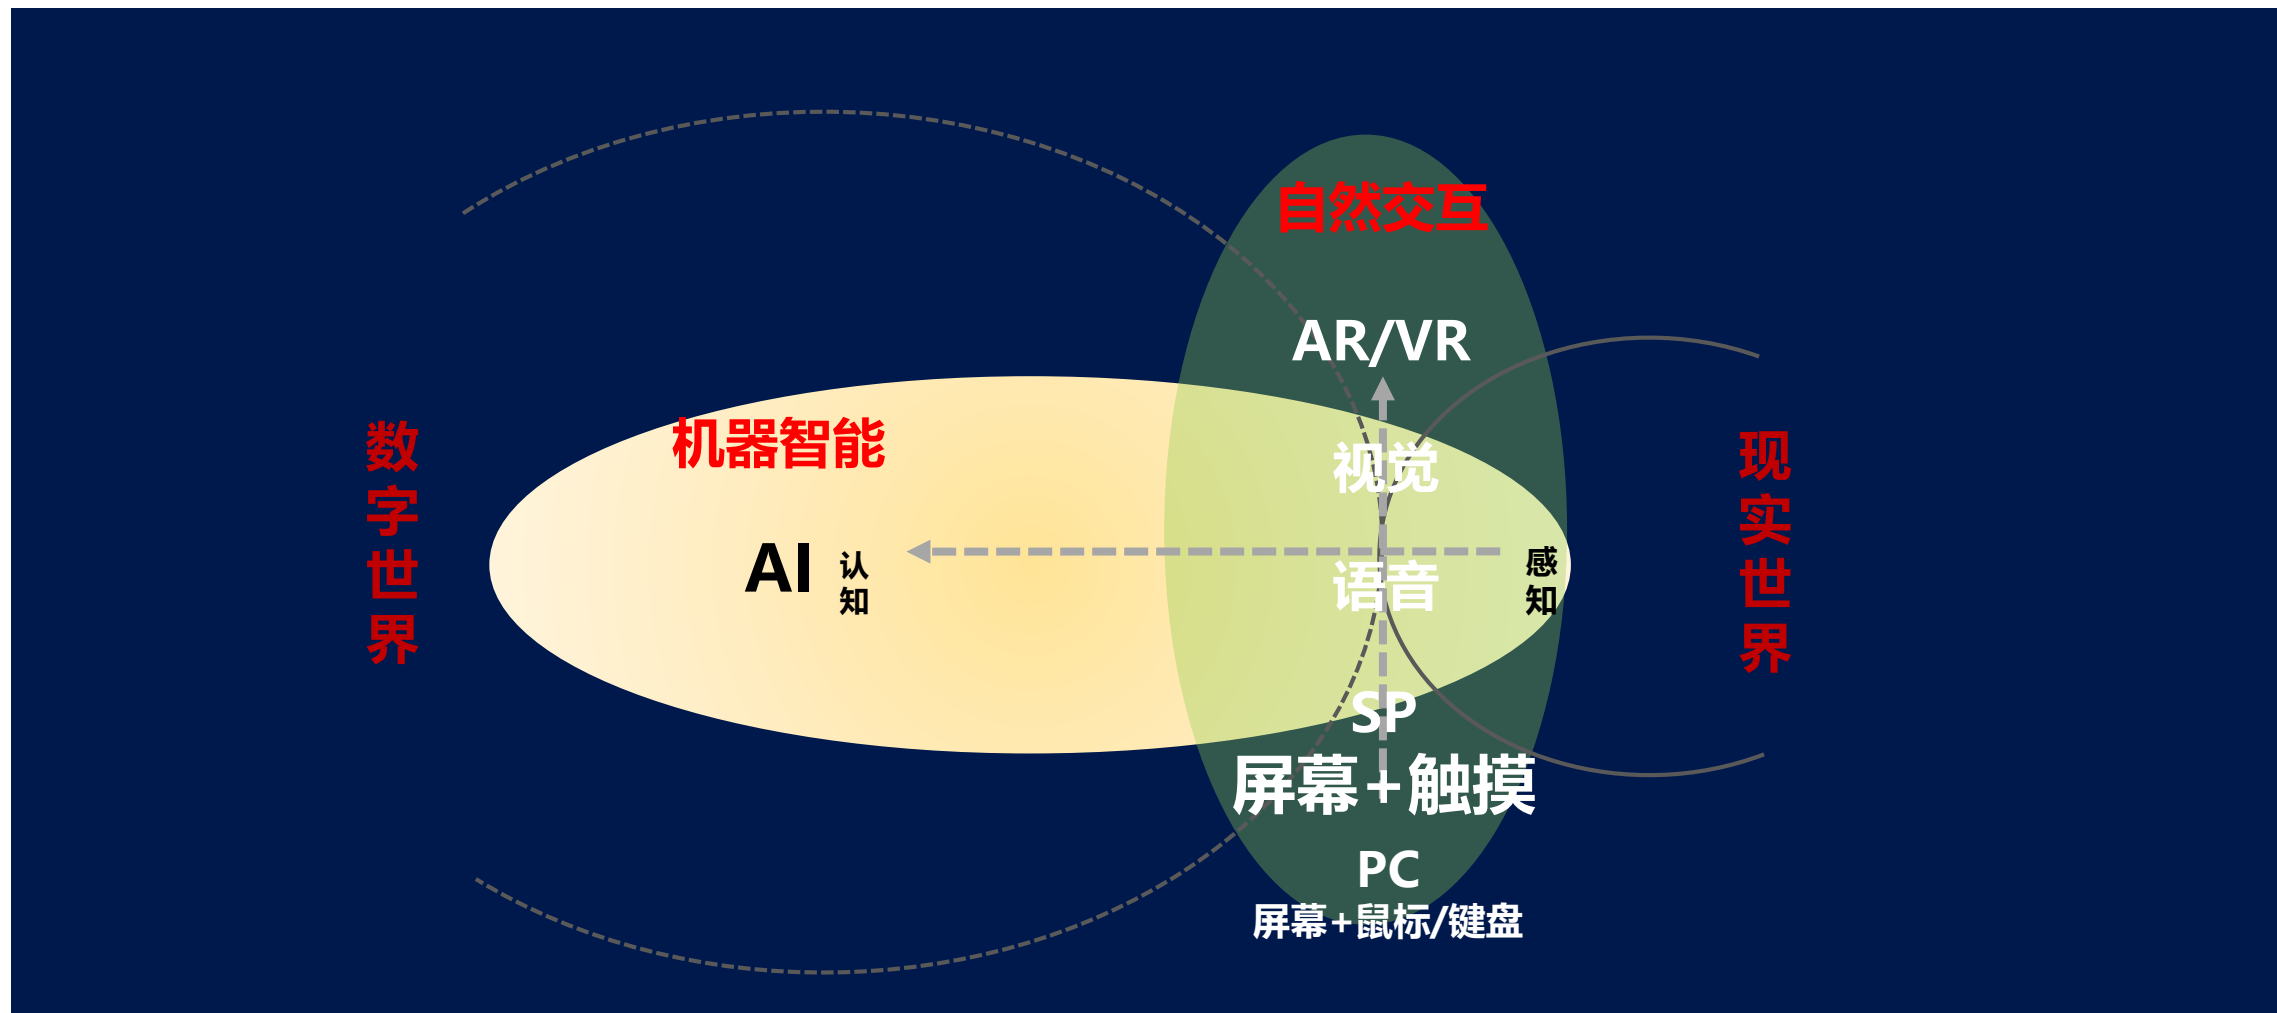 自然交互
AR/VR
机器智能
数字世界
现实世界
视觉
AI
认知
感知
语音
SP
屏幕+触摸
PC
屏幕+鼠标/键盘